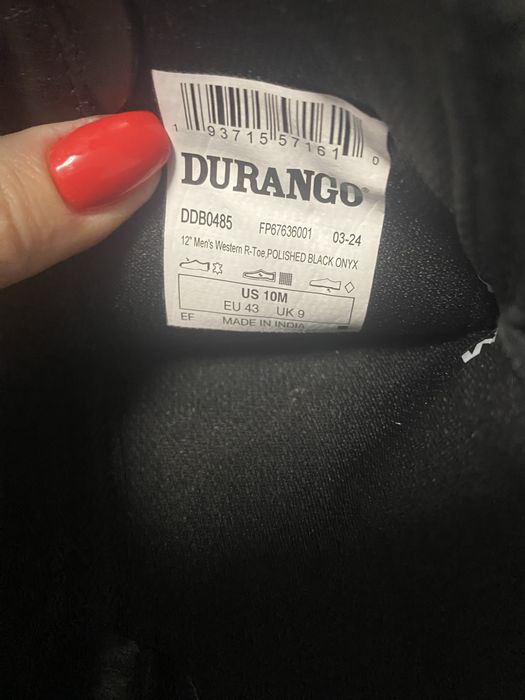 1 93715 57161 0
DURANGO®
DDB0485 FP67636001 03-24
12" Men's Western R-Toe,POLISHED BLACK ONYX
US 10M
EU 43 UK 9
EF MADE IN INDIA